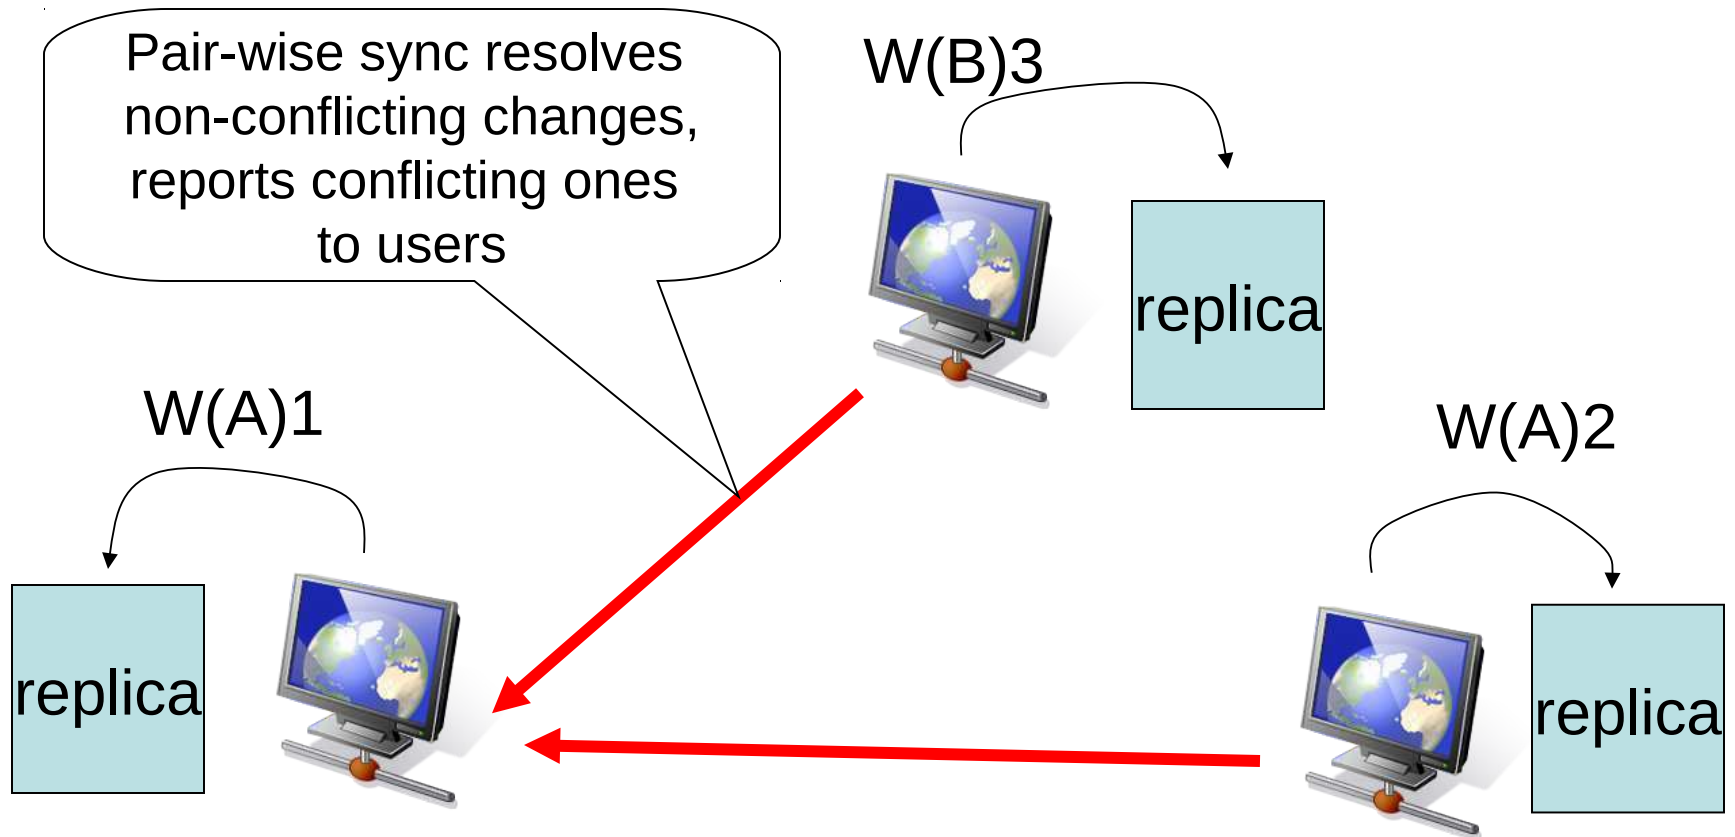 Pair-wise sync resolves
non-conflicting changes,
reports conflicting ones
to users
W(B)3
replica
W(A)1
replica
W(A)2
replica